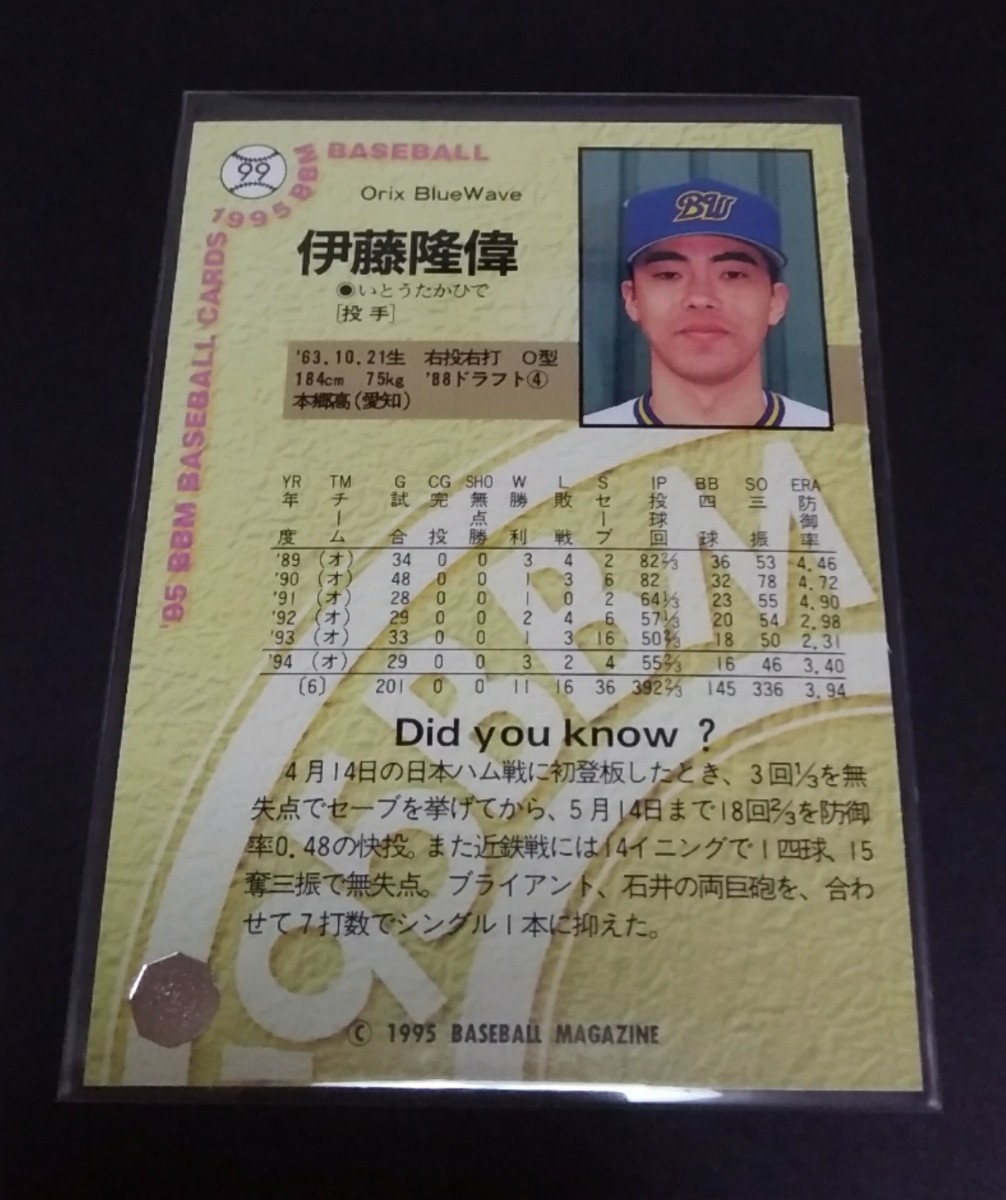 99
1995 BBM BASEBALL
'95 BBM BASEBALL CARDS
Orix BlueWave
BW
伊藤隆偉
◉いとうたかひで
[投手]
'63.10.21生 右投右打 O型
184cm 75kg '88ドラフト④
本郷高(愛知)
YR TM G CG SHO W L S IP BB SO ERA
年度 チーム 試合 完投 無点勝 勝利 敗戦 セーブ 投球回 四球 三振 防御率
'89 (オ) 34 0 0 3 4 2 82⅔ 36 53 4.46
'90 (オ) 48 0 0 1 3 6 82 32 78 4.72
'91 (オ) 28 0 0 1 0 2 64⅓ 23 55 4.90
'92 (オ) 29 0 0 2 4 6 57⅓ 20 54 2.98
'93 (オ) 33 0 0 1 3 16 50⅔ 18 50 2.31
'94 (オ) 29 0 0 3 2 4 55⅔ 16 46 3.40
〔6〕 201 0 0 11 16 36 392⅔ 145 336 3.94
Did you know ?
4月14日の日本ハム戦に初登板したとき、3回⅓を無
失点でセーブを挙げてから、5月14日まで18回⅔を防御
率0.48の快投。また近鉄戦には14イニングで1四球、15
奪三振で無失点。ブライアント、石井の両巨砲を、合わ
せて7打数でシングル1本に抑えた。
'95 BBM
© 1995 BASEBALL MAGAZINE